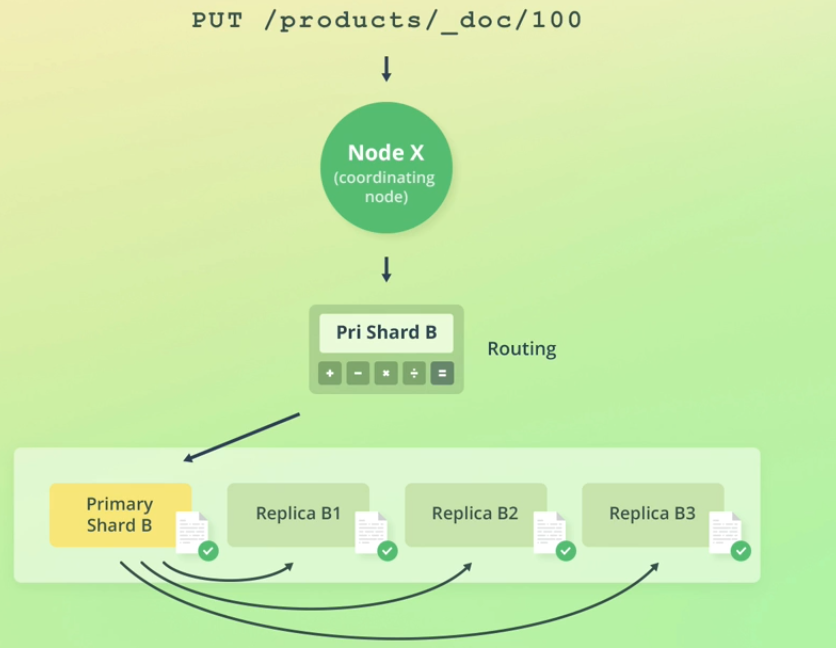 PUT /products/_doc/100
Node X
(coordinating
node)
Pri Shard B
Routing
+ - × ÷ =
Primary
Shard B
Replica B1
Replica B2
Replica B3